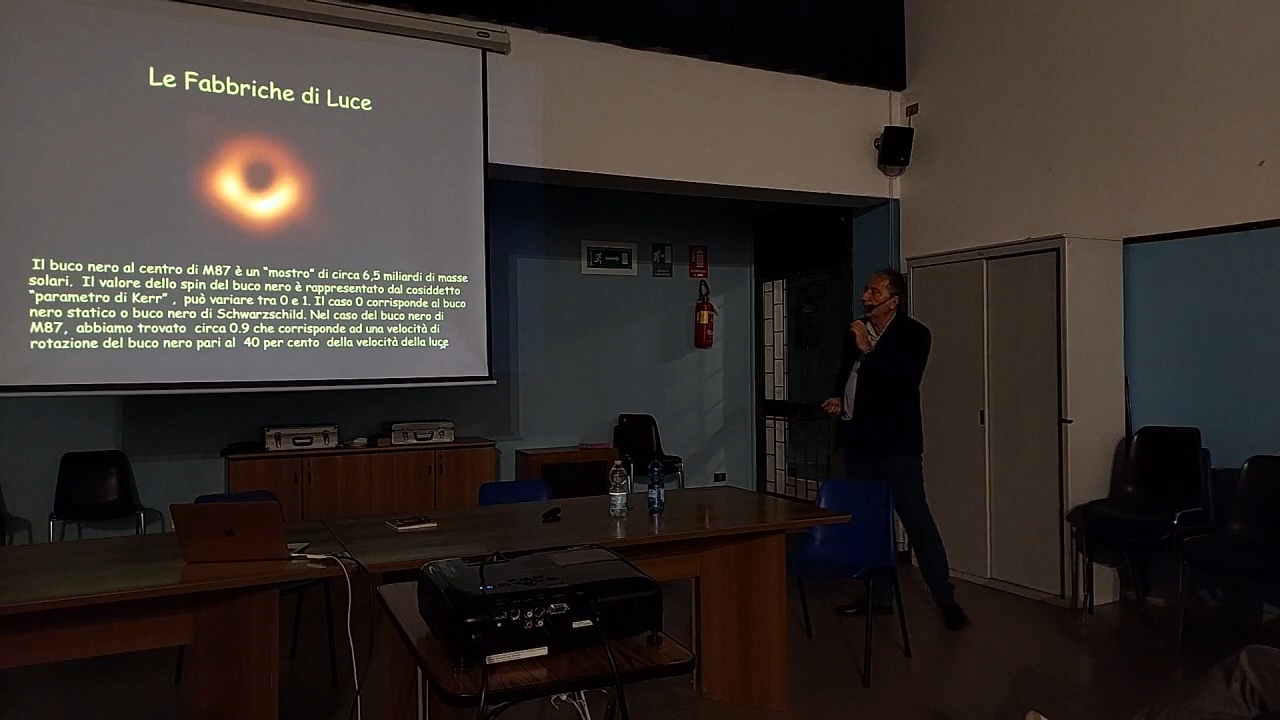 Le Fabbriche di Luce
Il buco nero al centro di M87 è un "mostro" di circa 6,5 miliardi di masse
solari. Il valore dello spin del buco nero è rappresentato dal cosiddetto
"parametro di Kerr" , può variare tra 0 e 1. Il caso 0 corrisponde al buco
nero statico o buco nero di Schwarzschild. Nel caso del buco nero di
M87, abbiamo trovato circa 0.9 che corrisponde ad una velocità di
rotazione del buco nero pari al 40 per cento della velocità della luce